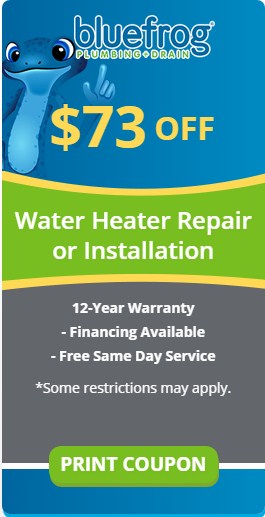 bluefrog®
PLUMBING + DRAIN
$73 OFF
Water Heater Repair
or Installation
12-Year Warranty
- Financing Available
- Free Same Day Service
*Some restrictions may apply.
PRINT COUPON